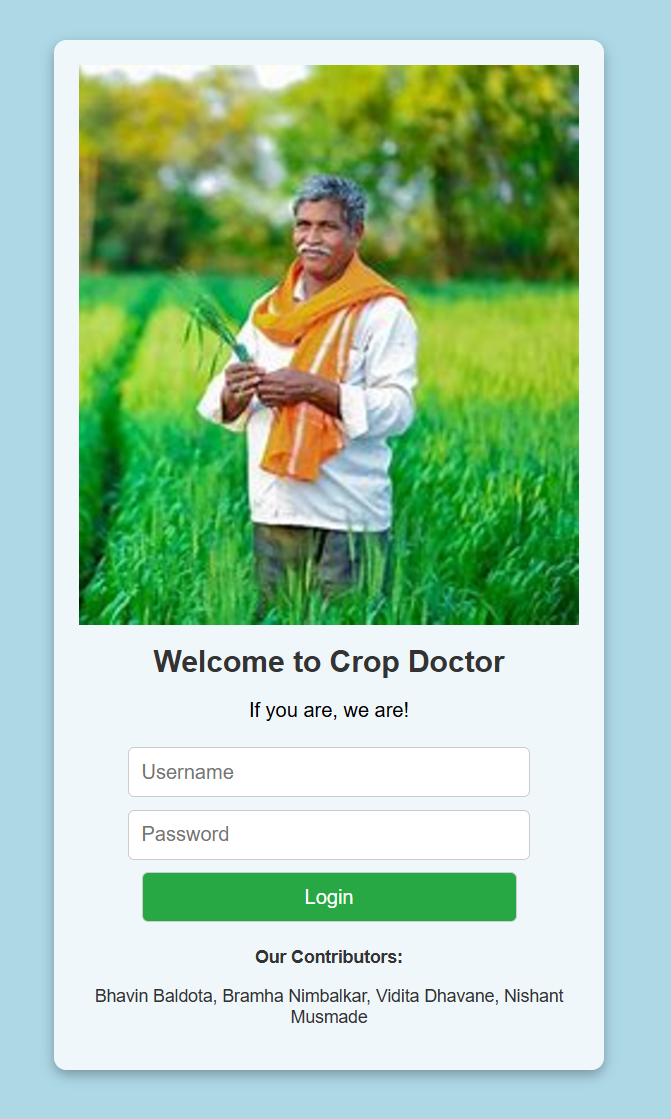 Welcome to Crop Doctor
If you are, we are!
Username
Password
Login
Our Contributors:
Bhavin Baldota, Bramha Nimbalkar, Vidita Dhavane, Nishant
Musmade